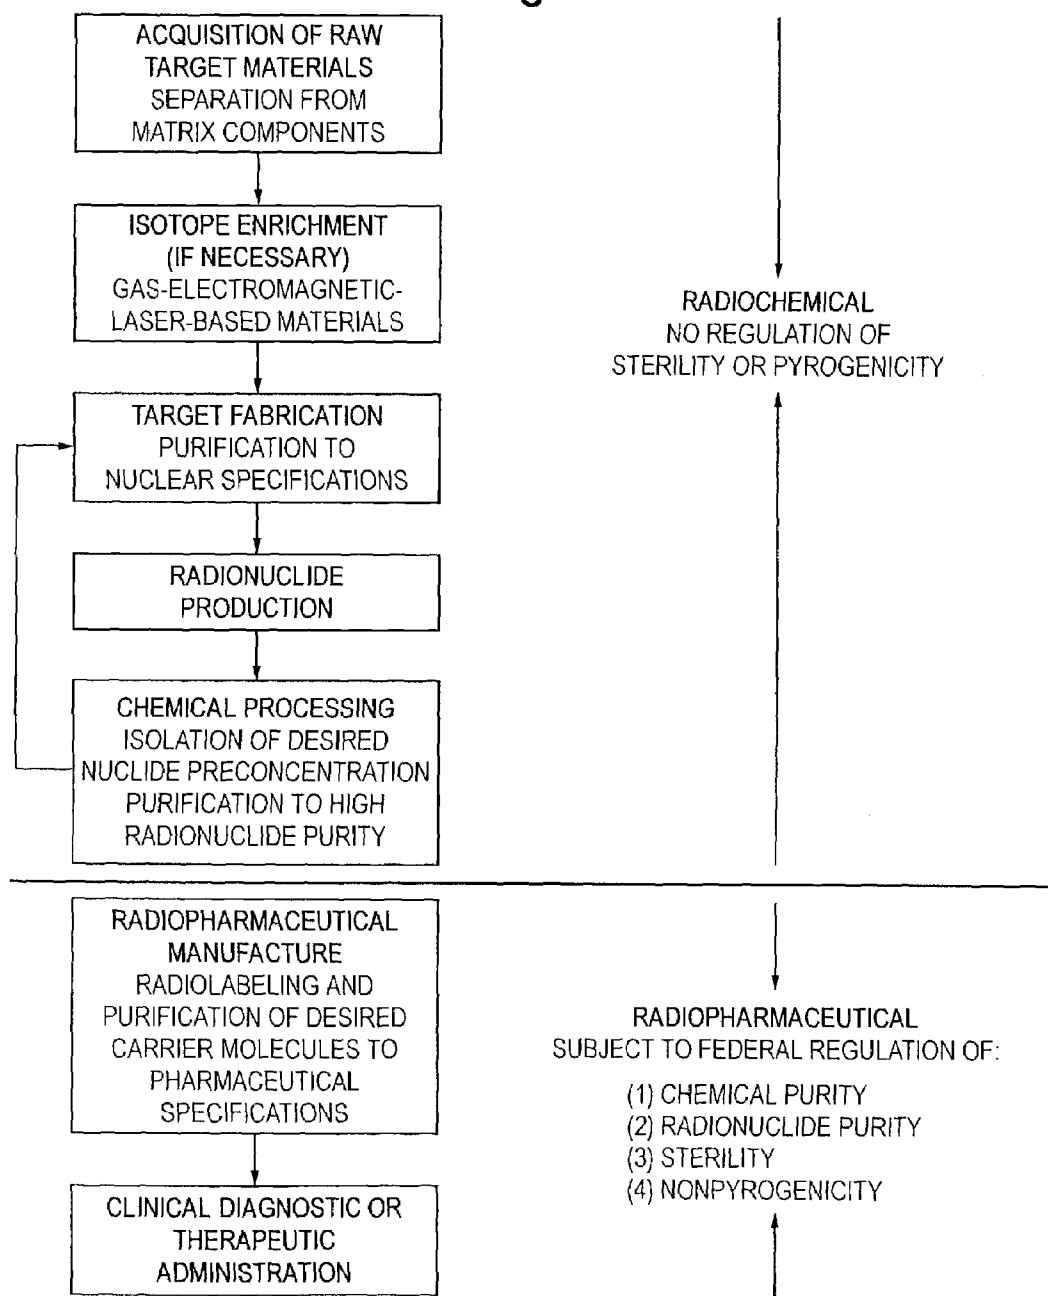 ACQUISITION OF RAW
TARGET MATERIALS
SEPARATION FROM
MATRIX COMPONENTS
ISOTOPE ENRICHMENT
(IF NECESSARY)
GAS-ELECTROMAGNETIC-
LASER-BASED MATERIALS
TARGET FABRICATION
PURIFICATION TO
NUCLEAR SPECIFICATIONS
RADIONUCLIDE
PRODUCTION
CHEMICAL PROCESSING
ISOLATION OF DESIRED
NUCLIDE PRECONCENTRATION
PURIFICATION TO HIGH
RADIONUCLIDE PURITY
RADIOCHEMICAL
NO REGULATION OF
STERILITY OR PYROGENICITY
RADIOPHARMACEUTICAL
MANUFACTURE
RADIOLABELING AND
PURIFICATION OF DESIRED
CARRIER MOLECULES TO
PHARMACEUTICAL
SPECIFICATIONS
CLINICAL DIAGNOSTIC OR
THERAPEUTIC
ADMINISTRATION
RADIOPHARMACEUTICAL
SUBJECT TO FEDERAL REGULATION OF:
(1) CHEMICAL PURITY
(2) RADIONUCLIDE PURITY
(3) STERILITY
(4) NONPYROGENICITY